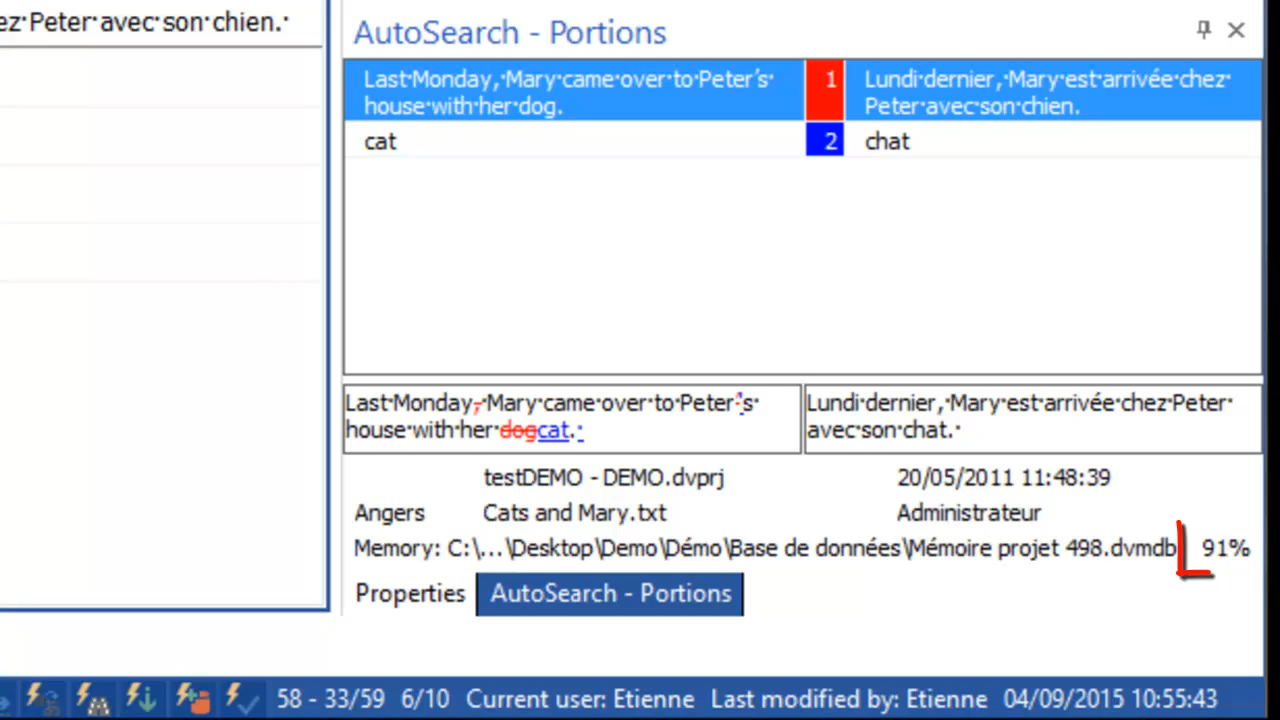 ez Peter avec son chien.
AutoSearch - Portions
Last Monday, Mary came over to Peter's
house with her dog.
1
Lundi dernier, Mary est arrivée chez
Peter avec son chien.
cat
2
chat
Last Monday, Mary came over to Peter's
house with her dogcat.
Lundi dernier, Mary est arrivée chez Peter
avec son chat.
testDEMO - DEMO.dvprj
20/05/2011 11:48:39
Angers
Cats and Mary.txt
Administrateur
Memory: C:\...\Desktop\Demo\Démo\Base de données\Mémoire projet 498.dvmdb
91%
Properties
AutoSearch - Portions
58 - 33/59 6/10 Current user: Etienne Last modified by: Etienne 04/09/2015 10:55:43